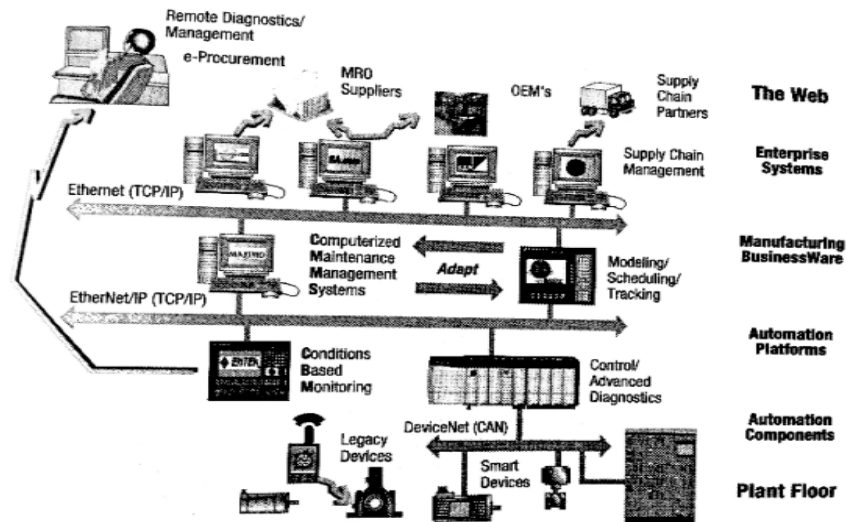 Remote Diagnostics/
Management
e-Procurement
MRO
Suppliers
OEM's
Supply
Chain
Partners
The Web
Supply Chain
Management
Enterprise
Systems
Ethernet (TCP/IP)
MAXIMO
Computerized
Maintenance
Management
Systems
Adapt
Modeling/
Scheduling/
Tracking
Manufacturing
BusinessWare
EtherNet/IP (TCP/IP)
Automation
Platforms
ENTEK
Conditions
Based
Monitoring
Control/
Advanced
Diagnostics
Automation
Components
DeviceNet (CAN)
Legacy
Devices
Smart
Devices
Plant Floor